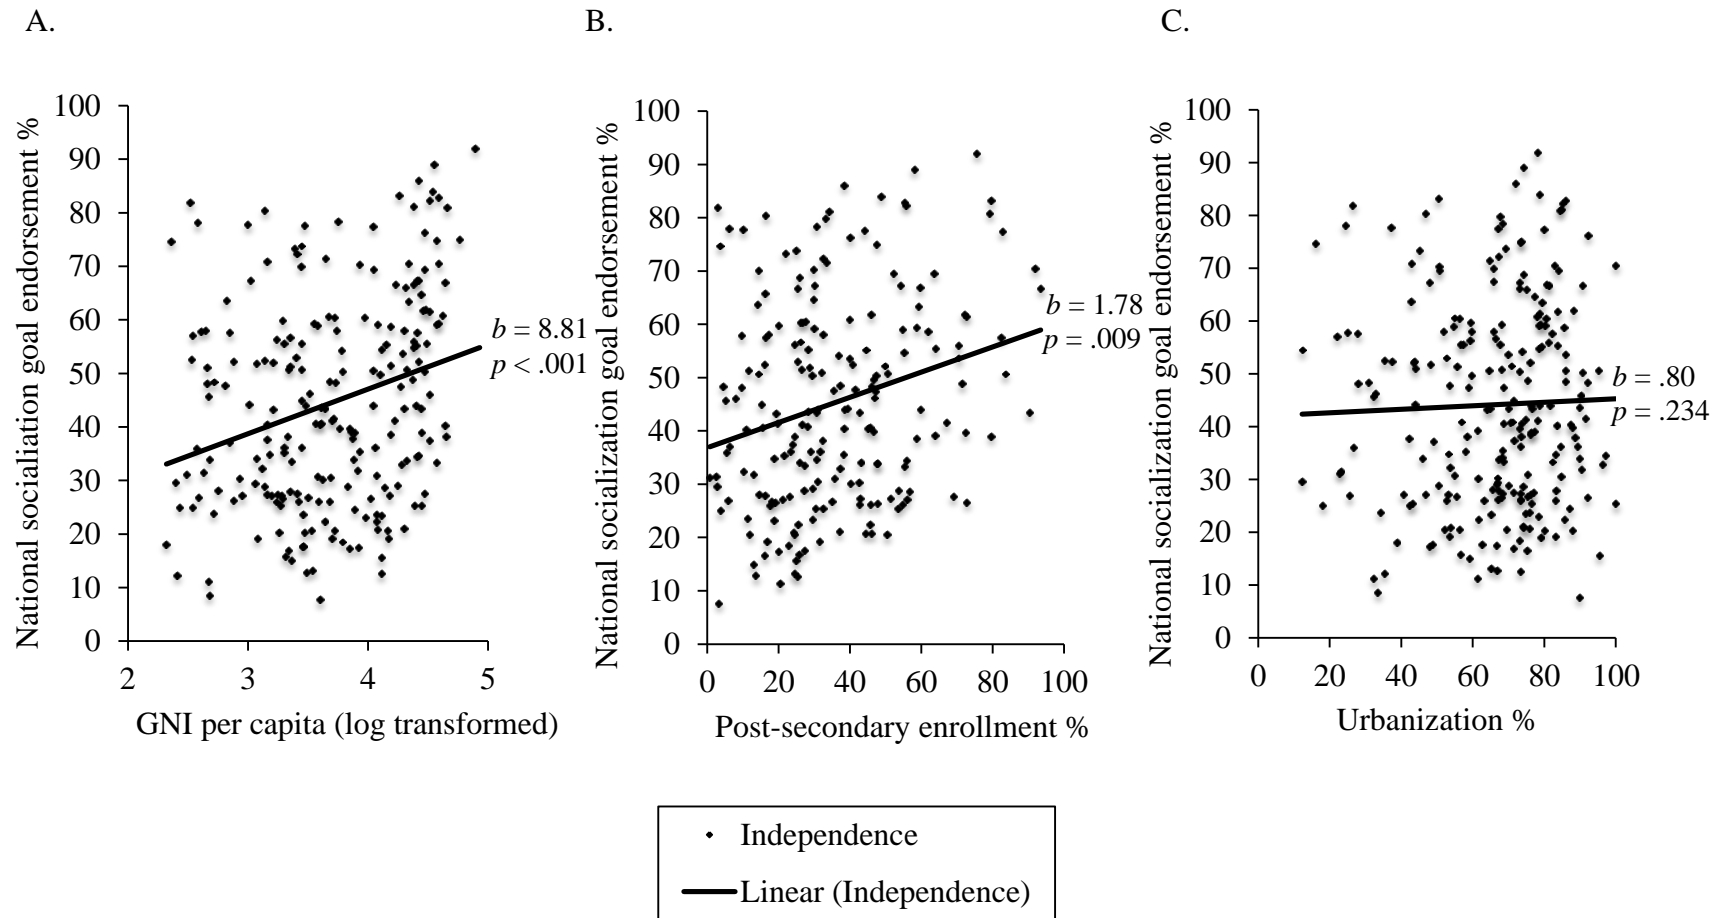 A.
National socialiation goal endorsement %
100
90
80
70
60
50
40
30
20
10
0
2
3
4
5
GNI per capita (log transformed)
b = 8.81
p < .001
B.
National socialization goal endorsement %
100
90
80
70
60
50
40
30
20
10
0
0
20
40
60
80
100
Post-secondary enrollment %
b = 1.78
p = .009
C.
National socialization goal endorsement %
100
90
80
70
60
50
40
30
20
10
0
0
20
40
60
80
100
Urbanization %
b = .80
p = .234
Independence
Linear (Independence)